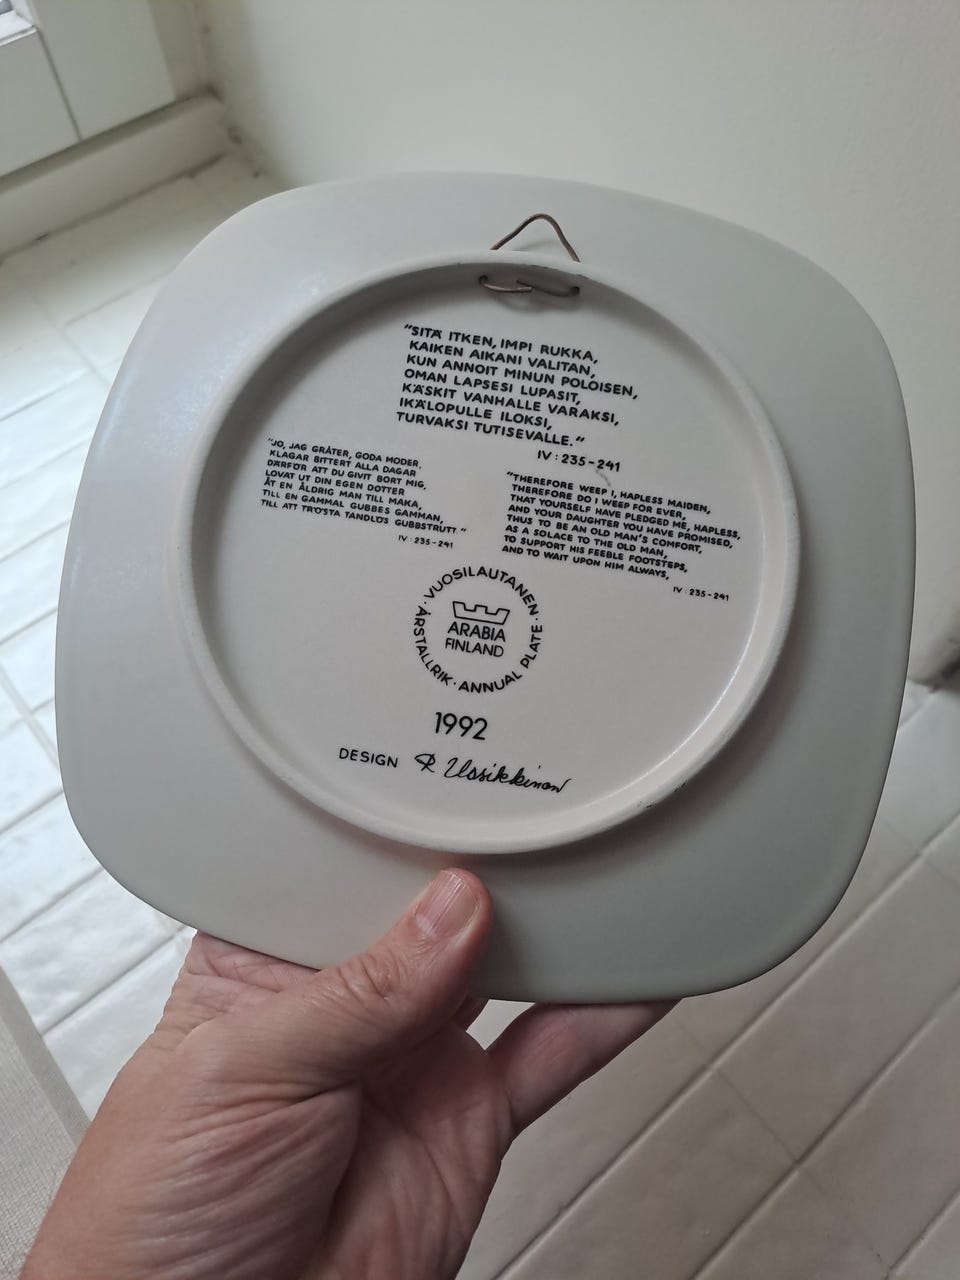 "SITÄ ITKEN, IMPI RUKKA,
KAIKEN AIKANI VALITAN,
KUN ANNOIT MINUN POLOISEN,
OMAN LAPSESI LUPASIT,
KÄSKIT VANHALLE VARAKSI,
IKÄLOPULLE ILOKSI,
TURVAKSI TUTISEVALLE."
IV : 235-241
"JO, JAG GRÅTER, GODA MODER,
KLAGAR BITTERT ALLA DAGAR
DÄRFÖR ATT DU GIVIT BORT MIG,
LOVAT UT DIN EGEN DOTTER
ÅT EN ÅLDRIG MAN TILL MAKA,
TILL EN GAMMAL GUBBES GAMMAN,
TILL ATT TRÖSTA TANDLÖS GUBBSTRUTT."
IV 235-241
"THEREFORE WEEP I, HAPLESS MAIDEN,
THEREFORE DO I WEEP FOR EVER,
THAT YOURSELF HAVE PLEDGED ME, HAPLESS,
AND YOUR DAUGHTER YOU HAVE PROMISED,
THUS TO BE AN OLD MAN'S COMFORT,
AS A SOLACE TO THE OLD MAN,
TO SUPPORT HIS FEEBLE FOOTSTEPS,
AND TO WAIT UPON HIM ALWAYS,
IV : 235-241
VUOSILAUTANEN · ANNUAL PLATE · ÅRSTALLRIK ·
ARABIA
FINLAND
1992
DESIGN R Uosikkinen